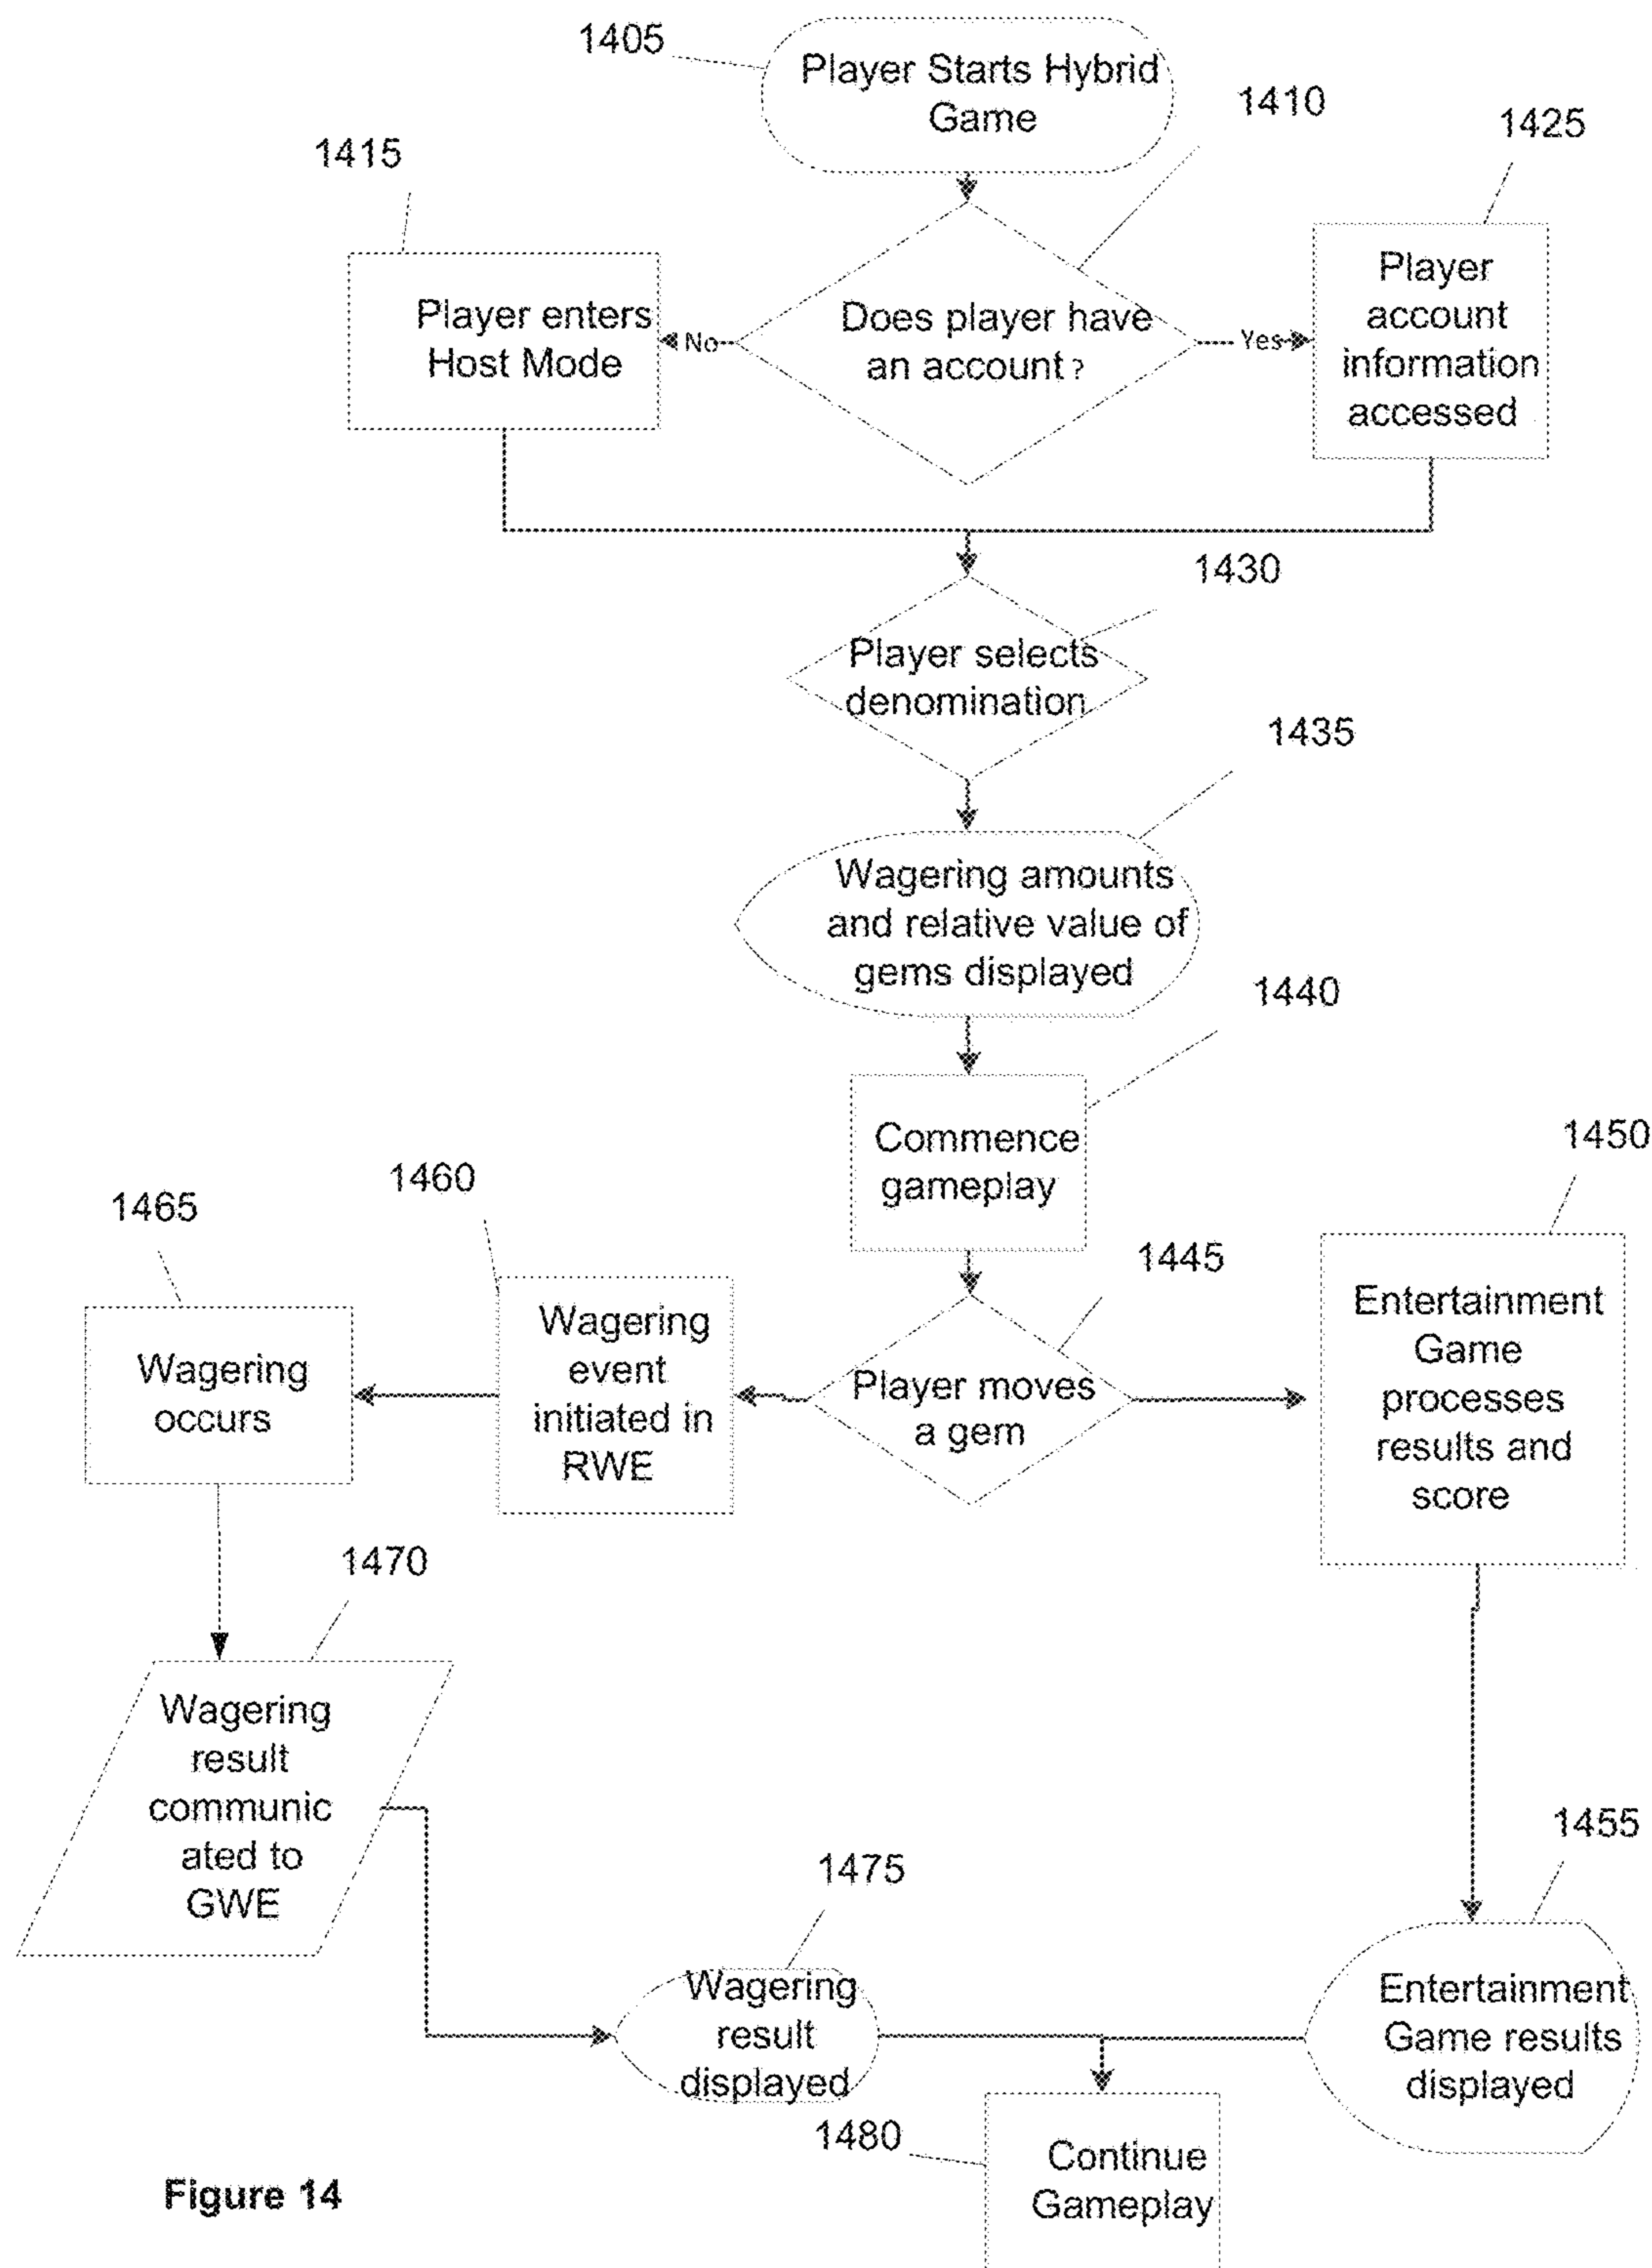 1405
Player Starts Hybrid
Game
1410
1425
1415
Player enters
Host Mode
No
Does player have
an account?
Yes
Player
account
information
accessed
1430
Player selects
denomination
1435
Wagering amounts
and relative value of
gems displayed
1440
Commence
gameplay
1450
1460
1465
1445
Wagering
occurs
Wagering
event
initiated in
RWE
Player moves
a gem
Entertainment
Game
processes
results and
score
1470
Wagering
result
communic
ated to
GWE
1455
1475
Wagering
result
displayed
Entertainment
Game results
displayed
1480
Continue
Gameplay
Figure 14